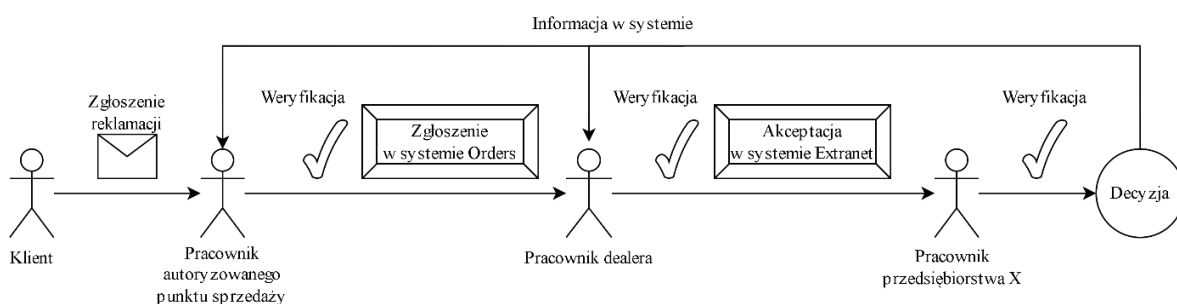 Informacja w systemie
Zgłoszenie
reklamacji
Weryfikacja
Zgłoszenie
w systemie Orders
Weryfikacja
Akceptacja
w systemie Extranet
Weryfikacja
Decyzja
Klient
Pracownik
autoryzowanego
punktu sprzedaży
Pracownik dealera
Pracownik
przedsiębiorstwa X